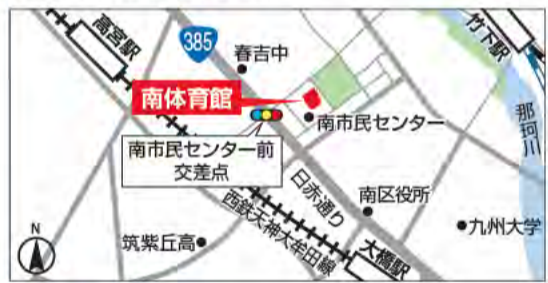 高宮駅
385
春吉中
竹下駅
南体育館
南市民センター
那珂川
南市民センター前
交差点
日赤通り
南区役所
九州大学
筑紫丘高
西鉄天神大牟田線
大橋駅
N